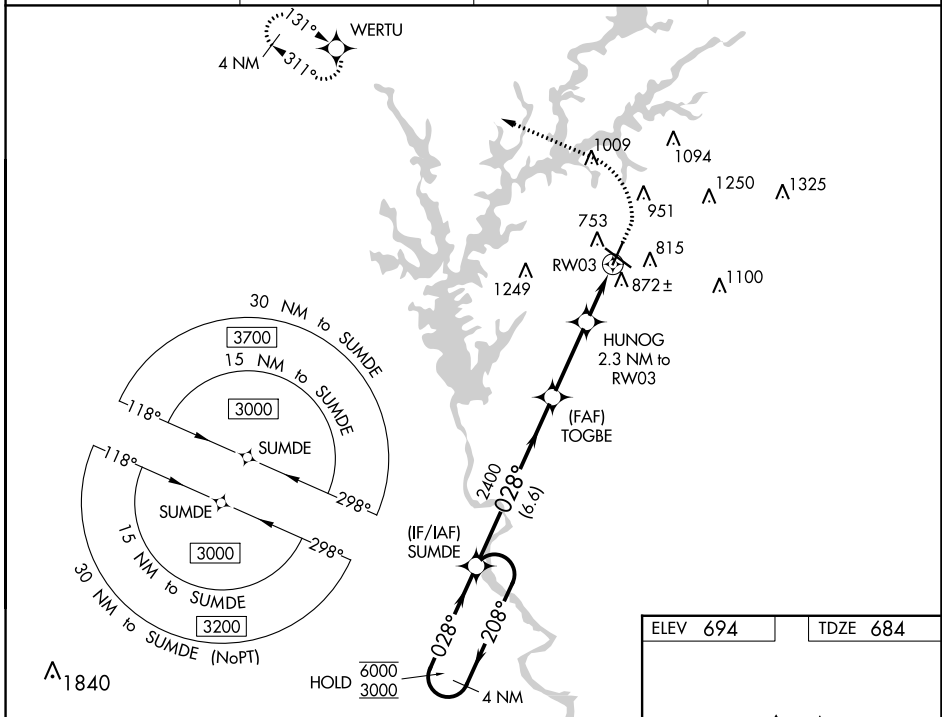 131°
WERTU
311°
4 NM
1009
1094
1250
1325
951
753
815
RW03
872±
1249
1100
HUNOG
2.3 NM to
RW03
(FAF)
TOGBE
2400
028°
(6.6)
(IF/IAF)
SUMDE
028°
208°
HOLD
6000
3000
4 NM
30 NM to SUMDE
3700
15 NM to SUMDE
3000
118°
SUMDE
298°
118°
SUMDE
298°
3000
15 NM to SUMDE
3200
30 NM to SUMDE (NoPT)
1840
ELEV 694
TDZE 684